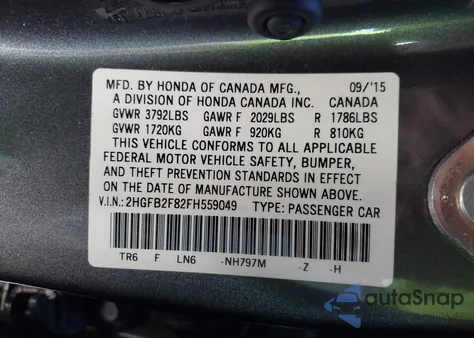 MFD. BY HONDA OF CANADA MFG., 09/'15
A DIVISION OF HONDA CANADA INC. CANADA
GVWR 3792LBS GAWR F 2029LBS R 1786LBS
GVWR 1720KG GAWR F 920KG R 810KG
THIS VEHICLE CONFORMS TO ALL APPLICABLE
FEDERAL MOTOR VEHICLE SAFETY, BUMPER,
AND THEFT PREVENTION STANDARDS IN EFFECT
ON THE DATE OF MANUFACTURE SHOWN ABOVE.
V.I.N.: 2HGFB2F82FH559049 TYPE: PASSENGER CAR
TR6 F LN6 -NH797M -Z -H
autoSnap